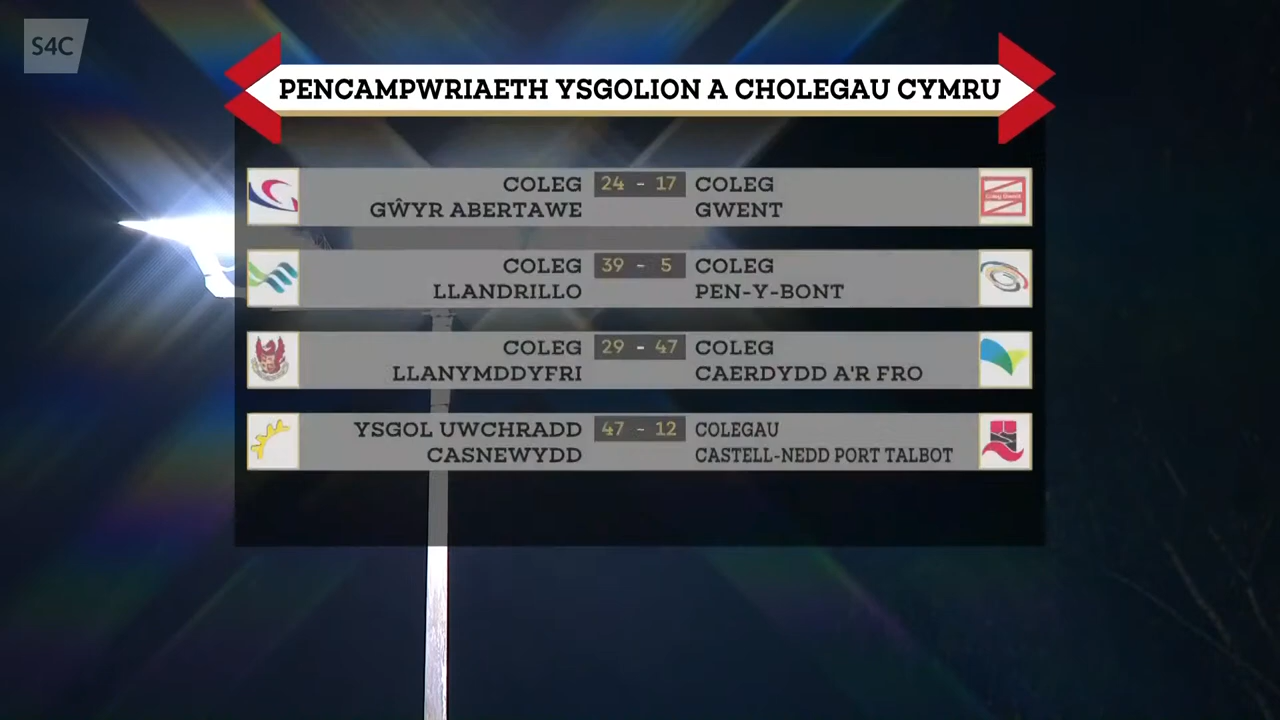 S4C
PENCAMPWRIAETH YSGOLION A CHOLEGAU CYMRU
COLEG GŴYR ABERTAWE 24 - 17 COLEG GWENT
COLEG LLANDRILLO 39 - 5 COLEG PEN-Y-BONT
COLEG LLANYMDDYFRI 29 - 47 COLEG CAERDYDD A'R FRO
YSGOL UWCHRADD CASNEWYDD 47 - 12 COLEGAU CASTELL-NEDD PORT TALBOT